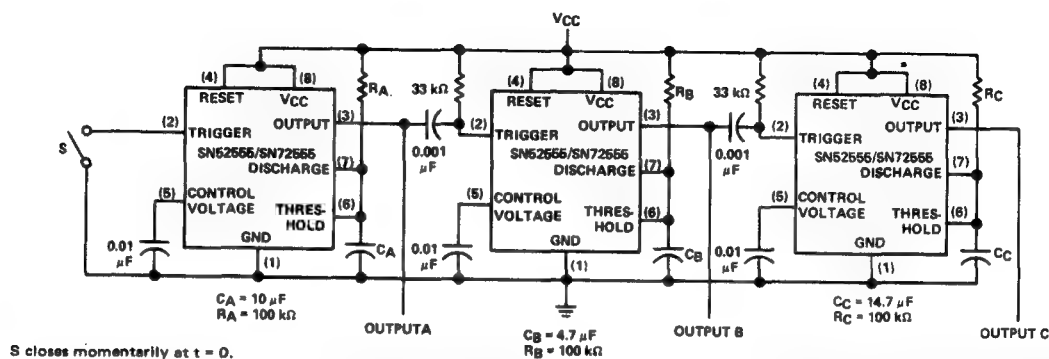 VCC
(4) (8)
RESET VCC
RA
33 kΩ
OUTPUT (3)
S
(2) TRIGGER
SN52555/SN72555
DISCHARGE (7)
0.001 µF
(5) CONTROL VOLTAGE
THRES-HOLD (6)
0.01 µF
GND
(1)
CA
CA = 10 µF
RA = 100 kΩ
OUTPUT A
(4) (8)
RESET VCC
RB
33 kΩ
OUTPUT (3)
(2) TRIGGER
SN52555/SN72555
DISCHARGE (7)
0.001 µF
(5) CONTROL VOLTAGE
THRES-HOLD (6)
0.01 µF
GND
(1)
CB
CB = 4.7 µF
RB = 100 kΩ
OUTPUT B
(4) (8)
RESET VCC
RC
OUTPUT (3)
(2) TRIGGER
SN52555/SN72555
DISCHARGE (7)
(5) CONTROL VOLTAGE
THRES-HOLD (6)
0.01 µF
GND
(1)
CC
CC = 14.7 µF
RC = 100 kΩ
OUTPUT C
S closes momentarily at t = 0.